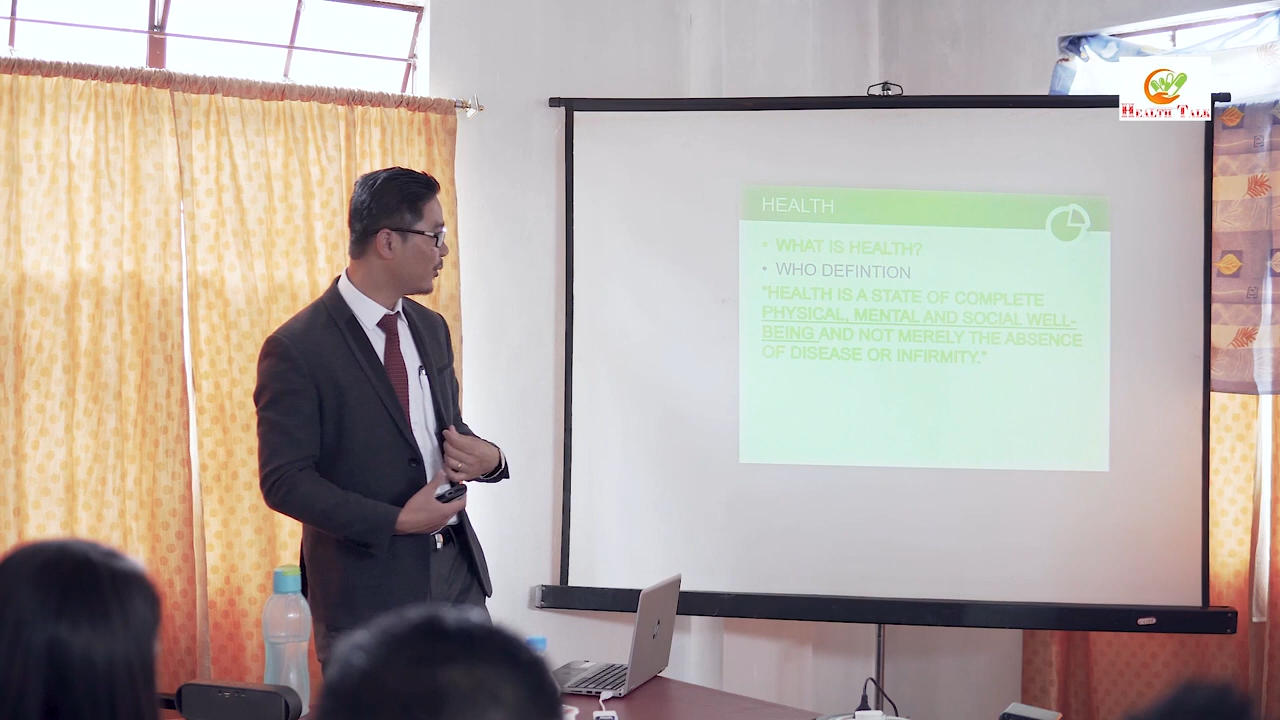 HEALTH TALK
HEALTH
• WHAT IS HEALTH?
• WHO DEFINTION
"HEALTH IS A STATE OF COMPLETE
PHYSICAL, MENTAL AND SOCIAL WELL-
BEING AND NOT MERELY THE ABSENCE
OF DISEASE OR INFIRMITY."